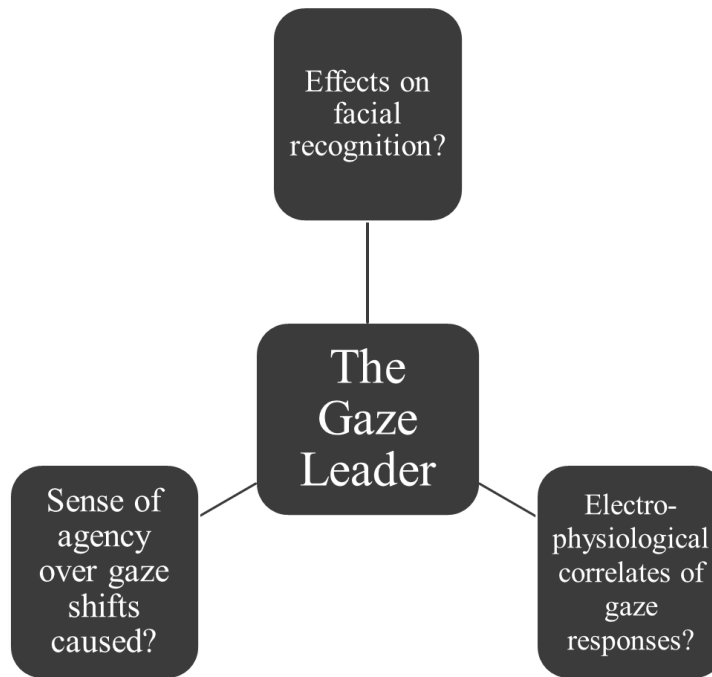 Effects on
facial
recognition?
The
Gaze
Leader
Sense of
agency
over gaze
shifts
caused?
Electro-
physiological
correlates of
gaze
responses?